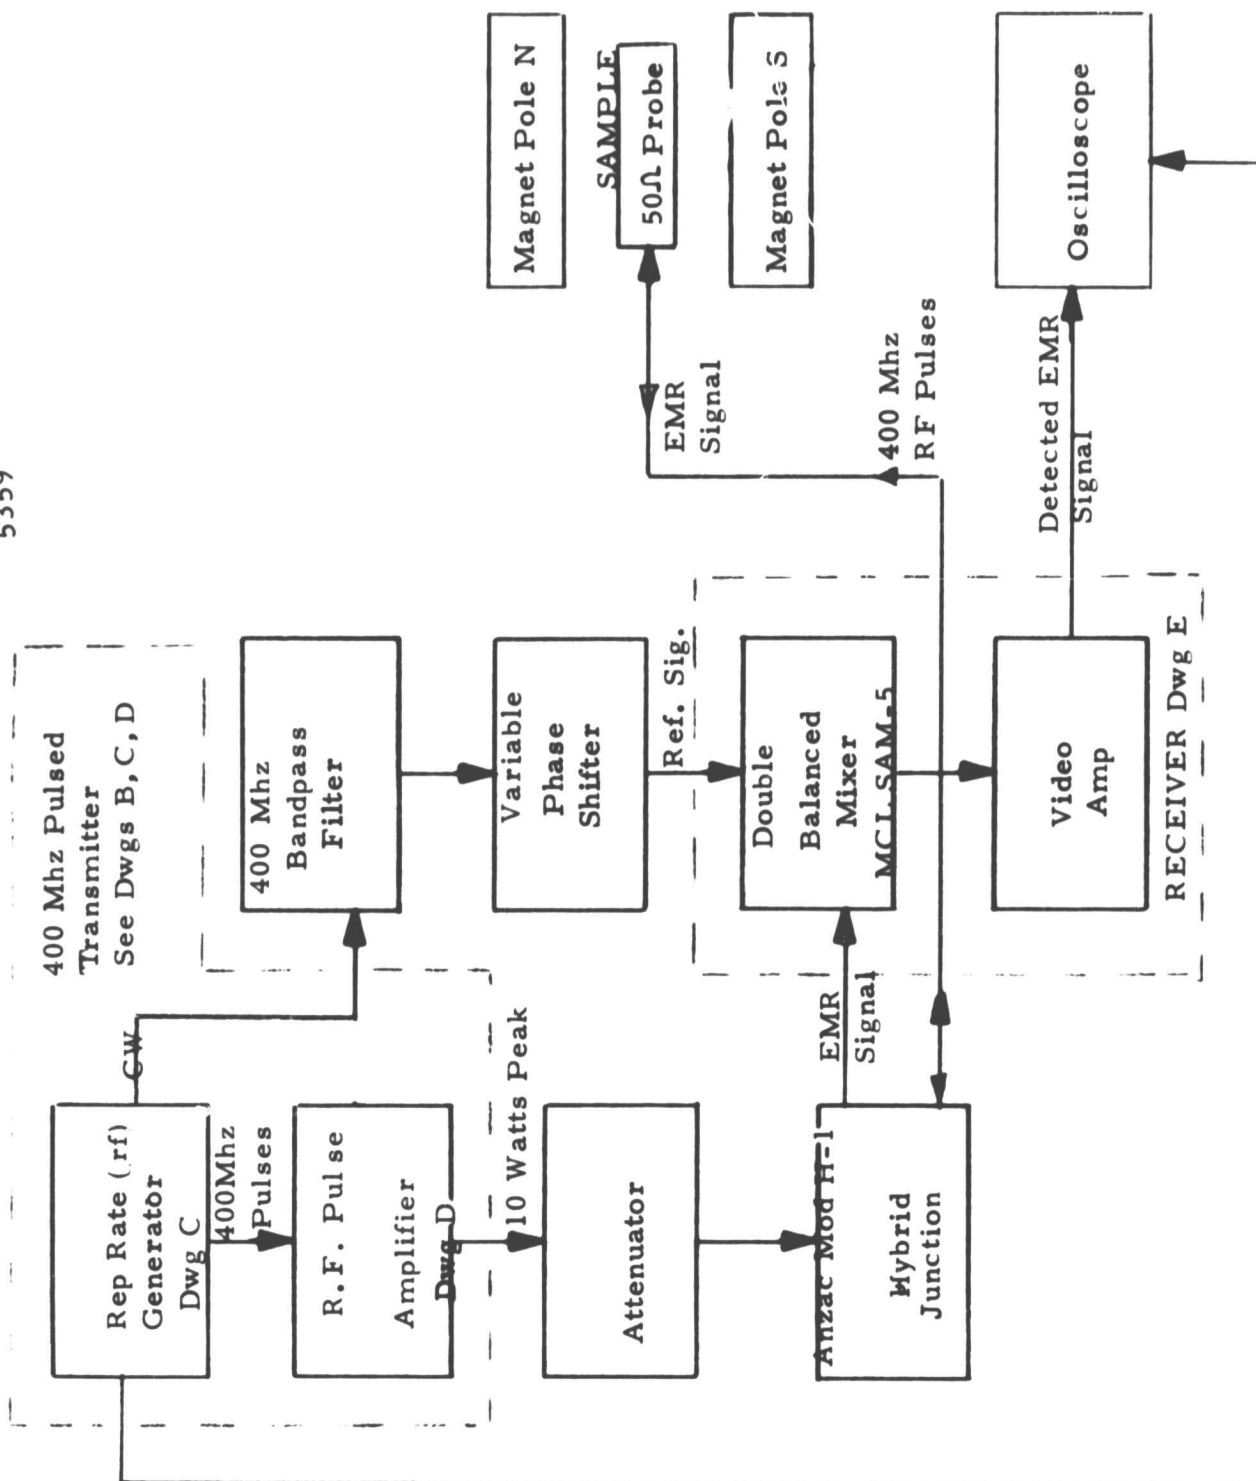 5359
400 Mhz Pulsed
Transmitter
See Dwgs B, C, D
Rep Rate (rf)
Generator
Dwg C
CW
400Mhz
Pulses
R.F. Pulse
Amplifier
Dwg D
10 Watts Peak
Attenuator
Anzac Mod H-1
Hybrid
Junction
400 Mhz
Bandpass
Filter
Variable
Phase
Shifter
Ref. Sig.
Double
Balanced
Mixer
MCL SAM-5
EMR
Signal
Video
Amp
RECEIVER Dwg E
Magnet Pole N
SAMPLE
50Ω Probe
Magnet Pole S
EMR
Signal
400 Mhz
RF Pulses
Detected EMR
Signal
Oscilloscope